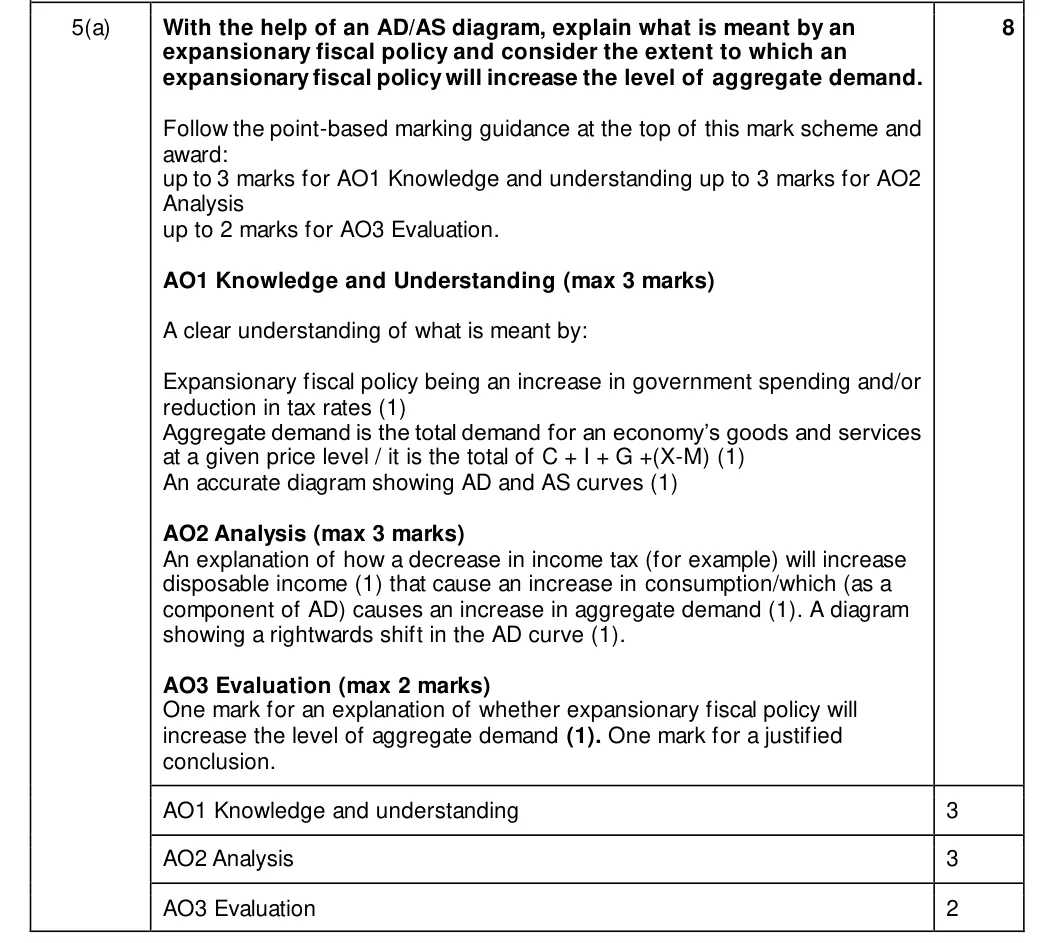 5(a)
With the help of an AD/AS diagram, explain what is meant by an
expansionary fiscal policy and consider the extent to which an
expansionary fiscal policy will increase the level of aggregate demand.
8
Follow the point-based marking guidance at the top of this mark scheme and
award:
up to 3 marks for AO1 Knowledge and understanding up to 3 marks for AO2
Analysis
up to 2 marks for AO3 Evaluation.
AO1 Knowledge and Understanding (max 3 marks)
A clear understanding of what is meant by:
Expansionary fiscal policy being an increase in government spending and/or
reduction in tax rates (1)
Aggregate demand is the total demand for an economy’s goods and services
at a given price level / it is the total of C + I + G +(X-M) (1)
An accurate diagram showing AD and AS curves (1)
AO2 Analysis (max 3 marks)
An explanation of how a decrease in income tax (for example) will increase
disposable income (1) that cause an increase in consumption/which (as a
component of AD) causes an increase in aggregate demand (1). A diagram
showing a rightwards shift in the AD curve (1).
AO3 Evaluation (max 2 marks)
One mark for an explanation of whether expansionary fiscal policy will
increase the level of aggregate demand (1). One mark for a justified
conclusion.
AO1 Knowledge and understanding 3
AO2 Analysis 3
AO3 Evaluation 2